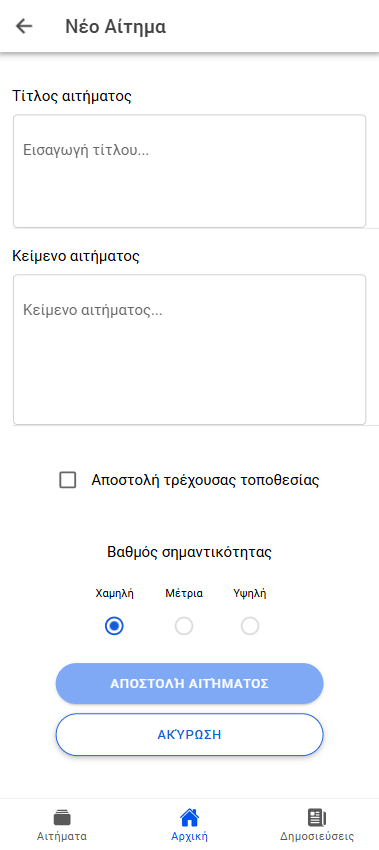 Νέο Αίτημα
Τίτλος αιτήματος
Εισαγωγή τίτλου...
Κείμενο αιτήματος
Κείμενο αιτήματος...
Αποστολή τρέχουσας τοποθεσίας
Βαθμός σημαντικότητας
Χαμηλή Μέτρια Υψηλή
ΑΠΟΣΤΟΛΉ ΑΙΤΉΜΑΤΟΣ
ΑΚΎΡΩΣΗ
Αιτήματα Αρχική Δημοσιεύσεις